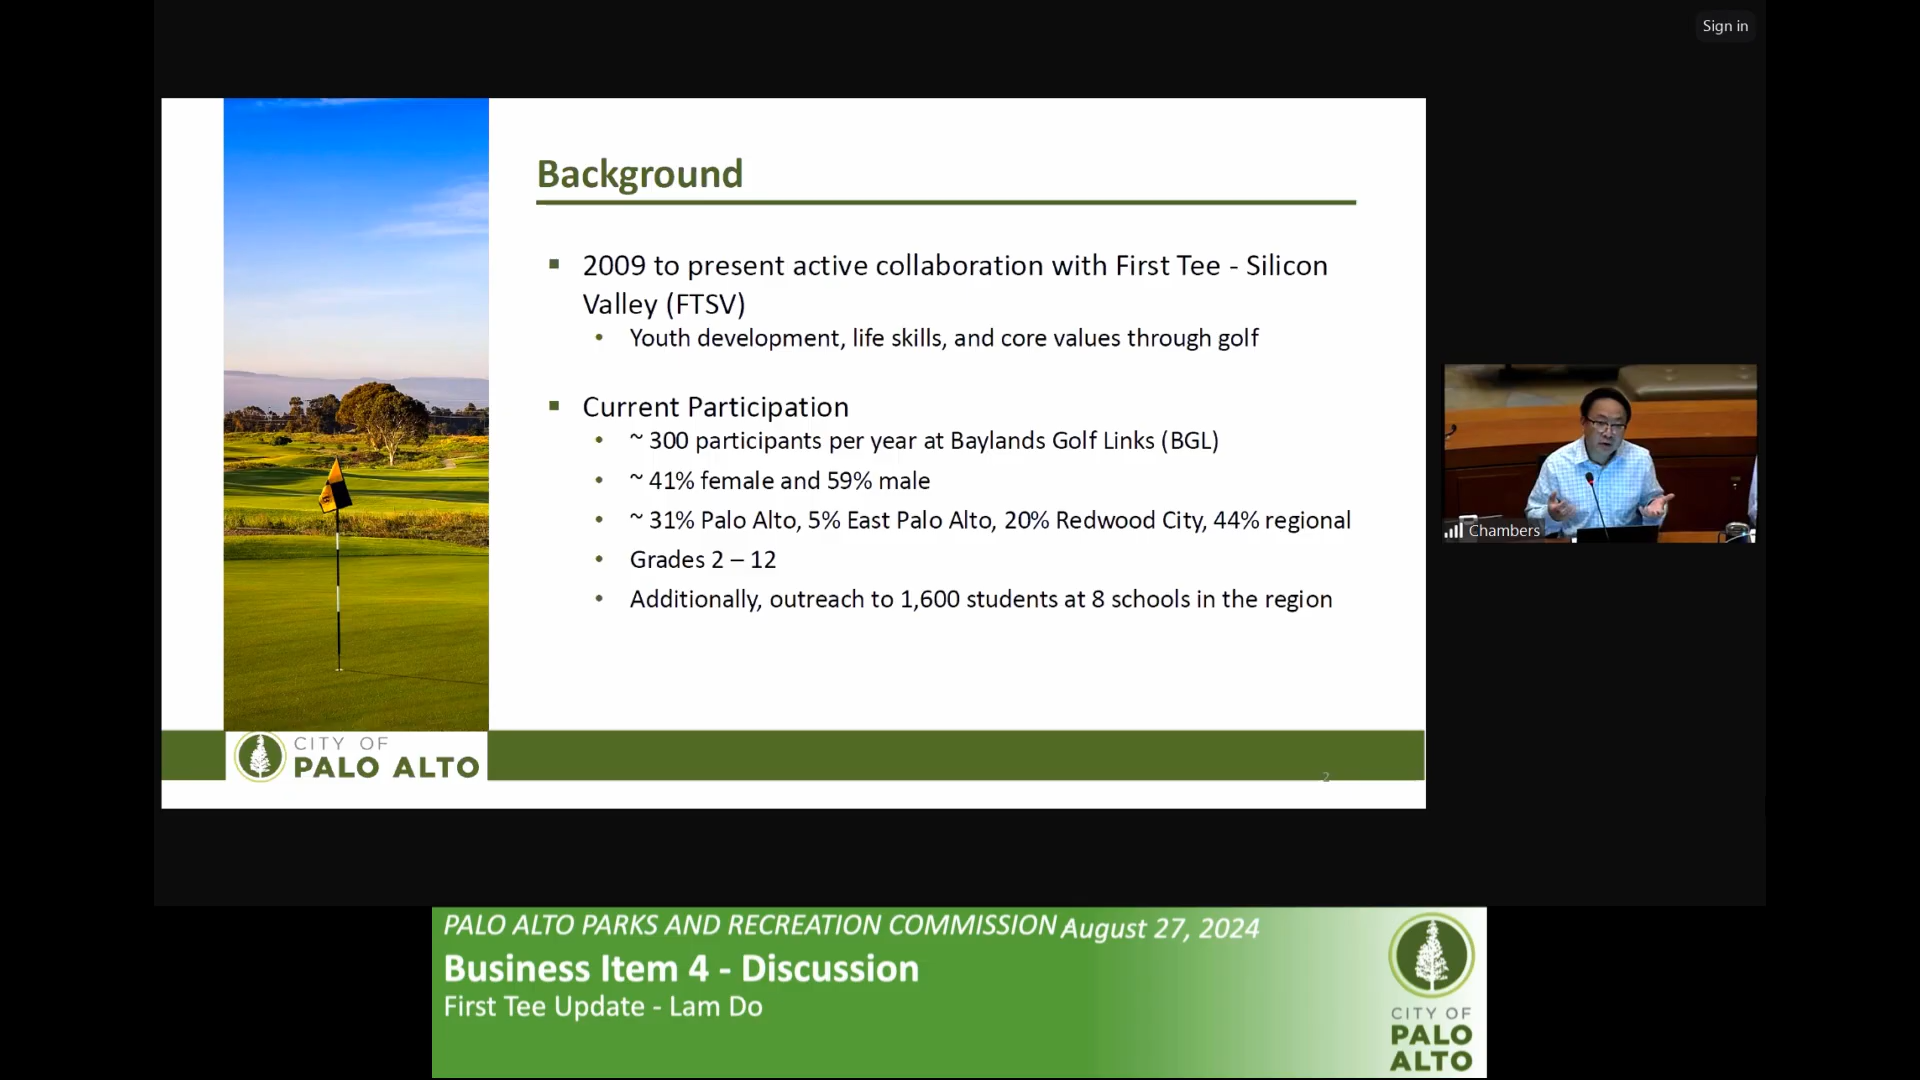 Sign in
Background
2009 to present active collaboration with First Tee - Silicon
Valley (FTSV)
Youth development, life skills, and core values through golf
Current Participation
~ 300 participants per year at Baylands Golf Links (BGL)
~ 41% female and 59% male
~ 31% Palo Alto, 5% East Palo Alto, 20% Redwood City, 44% regional
Grades 2 – 12
Additionally, outreach to 1,600 students at 8 schools in the region
Chambers
CITY OF
PALO ALTO
2
PALO ALTO PARKS AND RECREATION COMMISSION August 27, 2024
Business Item 4 - Discussion
First Tee Update - Lam Do
CITY OF
PALO
ALTO